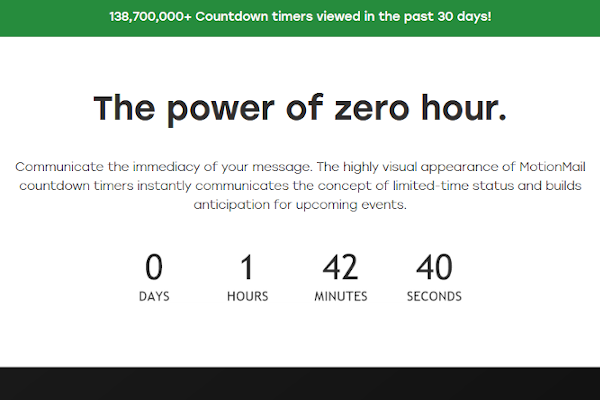 138,700,000+ Countdown timers viewed in the past 30 days!
The power of zero hour.
Communicate the immediacy of your message. The highly visual appearance of MotionMail
countdown timers instantly communicates the concept of limited-time status and builds
anticipation for upcoming events.
0 1 42 40
DAYS HOURS MINUTES SECONDS